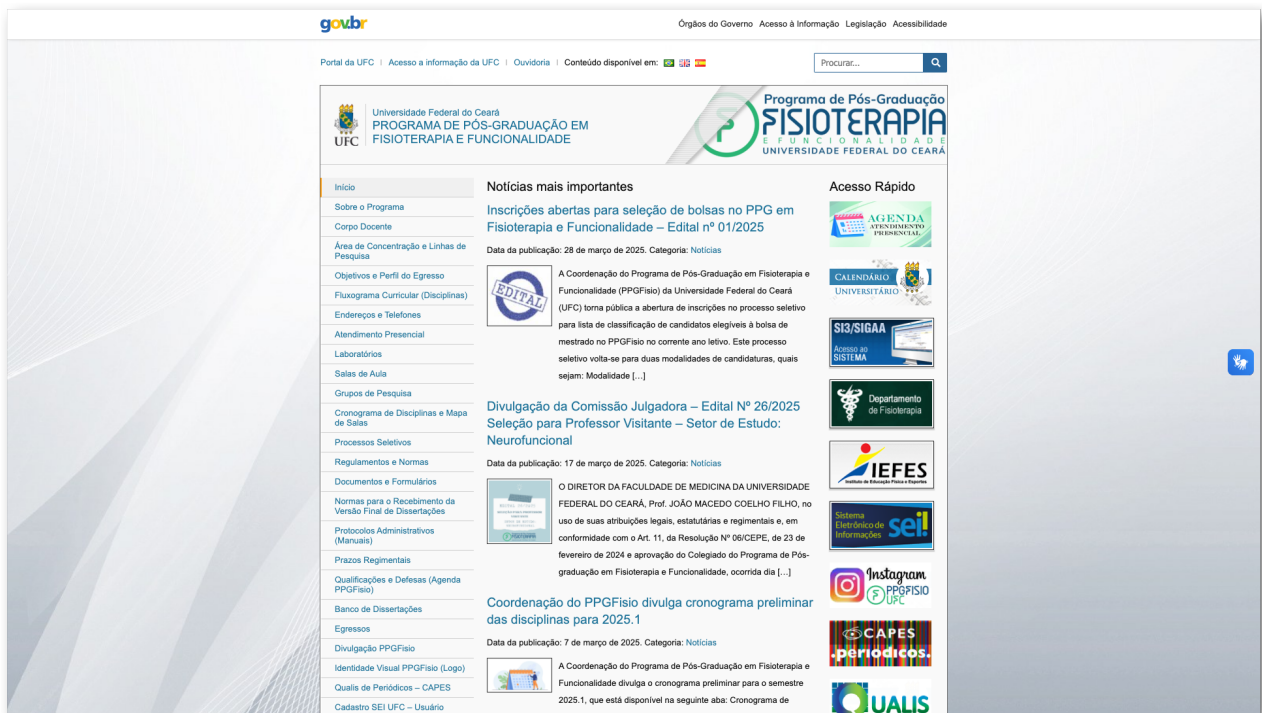 gov.br
Órgãos do Governo Acesso à Informação Legislação Acessibilidade
Portal da UFC | Acesso a informação da UFC | Ouvidoria | Conteúdo disponível em:
Procurar...
UFC
Universidade Federal do Ceará
PROGRAMA DE PÓS-GRADUAÇÃO EM
FISIOTERAPIA E FUNCIONALIDADE
Programa de Pós-Graduação
FISIOTERAPIA
E FUNCIONALIDADE
UNIVERSIDADE FEDERAL DO CEARÁ
Início
Sobre o Programa
Corpo Docente
Área de Concentração e Linhas de
Pesquisa
Objetivos e Perfil do Egresso
Fluxograma Curricular (Disciplinas)
Endereços e Telefones
Atendimento Presencial
Laboratórios
Salas de Aula
Grupos de Pesquisa
Cronograma de Disciplinas e Mapa
de Salas
Processos Seletivos
Regulamentos e Normas
Documentos e Formulários
Normas para o Recebimento da
Versão Final de Dissertações
Protocolos Administrativos
(Manuais)
Prazos Regimentais
Qualificações e Defesas (Agenda
PPGFisio)
Banco de Dissertações
Egressos
Divulgação PPGFisio
Identidade Visual PPGFisio (Logo)
Qualis de Periódicos – CAPES
Cadastro SEI UFC – Usuário
Notícias mais importantes
Inscrições abertas para seleção de bolsas no PPG em
Fisioterapia e Funcionalidade – Edital nº 01/2025
Data da publicação: 28 de março de 2025. Categoria: Notícias
EDITAL
A Coordenação do Programa de Pós-Graduação em Fisioterapia e
Funcionalidade (PPGFisio) da Universidade Federal do Ceará
(UFC) torna pública a abertura de inscrições no processo seletivo
para lista de classificação de candidatos elegíveis à bolsa de
mestrado no PPGFisio no corrente ano letivo. Este processo
seletivo volta-se para duas modalidades de candidaturas, quais
sejam: Modalidade […]
Divulgação da Comissão Julgadora – Edital Nº 26/2025
Seleção para Professor Visitante – Setor de Estudo:
Neurofuncional
Data da publicação: 17 de março de 2025. Categoria: Notícias
O DIRETOR DA FACULDADE DE MEDICINA DA UNIVERSIDADE
FEDERAL DO CEARÁ, Prof. JOÃO MACEDO COELHO FILHO, no
uso de suas atribuições legais, estatutárias e regimentais e, em
conformidade com o Art. 11, da Resolução Nº 06/CEPE, de 23 de
fevereiro de 2024 e aprovação do Colegiado do Programa de Pós-
graduação em Fisioterapia e Funcionalidade, ocorrida dia […]
Coordenação do PPGFisio divulga cronograma preliminar
das disciplinas para 2025.1
Data da publicação: 7 de março de 2025. Categoria: Notícias
A Coordenação do Programa de Pós-Graduação em Fisioterapia e
Funcionalidade divulga o cronograma preliminar para o semestre
2025.1, que está disponível na seguinte aba: Cronograma de
Acesso Rápido
AGENDA
ATENDIMENTO
PRESENCIAL
CALENDÁRIO
UNIVERSITÁRIO
SI3/SIGAA
Acesso ao
SISTEMA
Departamento
de Fisioterapia
IEFES
Instituto de Educação Física e Esportes
Sistema
Eletrônico de
Informações
sei!
Instagram
PPGFISIO
UFC
CAPES
.periodicos.
QUALIS